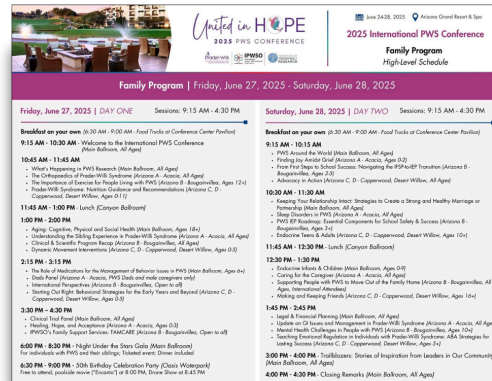 United in HOPE
2025 PWS CONFERENCE
Prader-Willi
IPWSO
June 24-28, 2025 Arizona Grand Resort & Spa
2025 International PWS Conference
Family Program
High-Level Schedule
Family Program | Friday, June 27, 2025 - Saturday, June 28, 2025
Friday, June 27, 2025 | DAY ONE Sessions: 9:15 AM - 4:30 PM
Breakfast on your own (6:30 AM - 9:00 AM - Food Trucks at Conference Center Pavilion)
9:15 AM - 10:30 AM - Welcome to the International PWS Conference
(Main Ballroom, All Ages)
10:45 AM - 11:45 AM
• What's Happening in PWS Research (Main Ballroom, All Ages)
• The Orthopaedics of Prader-Willi Syndrome (Arizona A - Acacia, All Ages)
• The Importance of Exercise for People Living with PWS (Arizona B - Bougainvillea, Ages 12+)
• Prader-Willi Syndrome: Nutrition Guidance and Recommendations (Arizona C, D -
Copperwood, Desert Willow, Ages 0-11)
11:45 AM - 1:00 PM - Lunch (Canyon Ballroom)
1:00 PM - 2:00 PM
• Aging: Cognitive, Physical and Social Health (Main Ballroom, Ages 18+)
• Understanding the Sibling Experience in Prader-Willi Syndrome (Arizona A - Acacia, All Ages)
• Clinical & Scientific Program Recap (Arizona B - Bougainvillea, All Ages)
• Dynamic Movement Interventions (Arizona C, D - Copperwood, Desert Willow, Ages 0-5)
2:15 PM - 3:15 PM
• The Role of Medications for the Management of Behavior Issues in PWS (Main Ballroom, Ages 6+)
• Dads Panel (Arizona A - Acacia, PWS Dads and male caregivers only)
• International Perspectives (Arizona B - Bougainvillea, Open to all)
• Starting Out Right: Behavioral Strategies for the Early Years and Beyond (Arizona C, D -
Copperwood, Desert Willow, Ages 0-5)
3:30 PM – 4:30 PM
• Clinical Trial Panel (Main Ballroom, All Ages)
• Healing, Hope, and Acceptance (Arizona A - Acacia, Ages 0-3)
• IPWSO's Family Support Services: FAMCARE (Arizona B - Bougainvillea, Open to all)
6:00 PM - 8:30 PM - Night Under the Stars Gala (Main Ballroom)
For individuals with PWS and their siblings; Ticketed event; Dinner included
6:30 PM - 9:00 PM - 50th Birthday Celebration Party (Oasis Waterpark)
Free to attend, poolside movie ("Encanto") at 8:00 PM, Drone Show at 8:45 PM
Saturday, June 28, 2025 | DAY TWO Sessions: 9:15 AM - 4:30 PM
Breakfast on your own (6:30 AM - 9:00 AM - Food Trucks at Conference Center Pavilion)
9:15 AM - 10:15 AM
• PWS Around the World (Main Ballroom, All Ages)
• Finding Joy Amidst Grief (Arizona A - Acacia, Ages 0-2)
• From First Steps to School Success: Navigating the IFSP-to-IEP Transition (Arizona B -
Bougainvillea, Ages 3-5)
• Advocacy in Action (Arizona C, D - Copperwood, Desert Willow, All Ages)
10:30 AM - 11:30 AM
• Keeping Your Relationship Intact: Strategies to Create a Strong and Healthy Marriage or
Partnership (Main Ballroom, All Ages)
• Sleep Disorders in PWS (Arizona A - Acacia, All Ages)
• PWS IEP Roadmap: Essential Components for School Safety & Success (Arizona B -
Bougainvillea, Ages 3+)
• Endocrine Teens & Adults (Arizona C, D - Copperwood, Desert Willow, Ages 10+)
11:45 AM - 12:30 PM - Lunch (Canyon Ballroom)
12:30 PM - 1:30 PM
• Endocrine Infants & Children (Main Ballroom, Ages 0-9)
• Caring for the Caregiver (Arizona A - Acacia, All Ages)
• Supporting People with PWS to Move Out of the Family Home (Arizona B - Bougainvillea, All
Ages, International Attendees)
• Making and Keeping Friends (Arizona C, D - Copperwood, Desert Willow, Ages 16+)
1:45 PM - 2:45 PM
• Legal & Financial Planning (Main Ballroom, All Ages)
• Update on GI Issues and Management in Prader-Willi Syndrome (Arizona A - Acacia, All Ages)
• Mental Health Challenges in People with PWS (Arizona B - Bougainvillea, Ages 10+)
• Teaching Emotional Regulation in Individuals with Prader-Willi Syndrome: ABA Strategies for
Lasting Success (Arizona C, D - Copperwood, Desert Willow, Ages 3+)
3:00 PM - 4:00 PM - Trailblazers: Stories of Inspiration from Leaders in Our Community
(Main Ballroom, All Ages)
4:00 PM - 4:30 PM - Closing Remarks (Main Ballroom, All Ages)